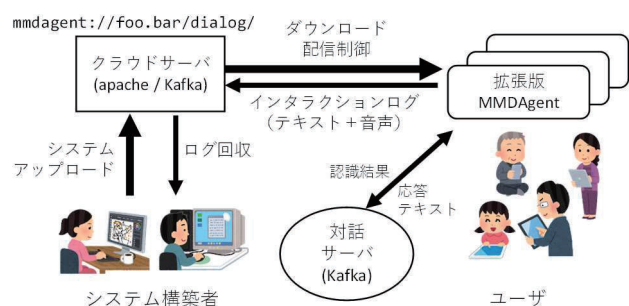 mmdagent://foo.bar/dialog/
クラウドサーバ
(apache / Kafka)
ダウンロード
配信制御
インタラクションログ
(テキスト+音声)
拡張版
MMDAgent
システム
アップロード
ログ回収
認識結果
応答
テキスト
対話
サーバ
(Kafka)
システム構築者
ユーザ